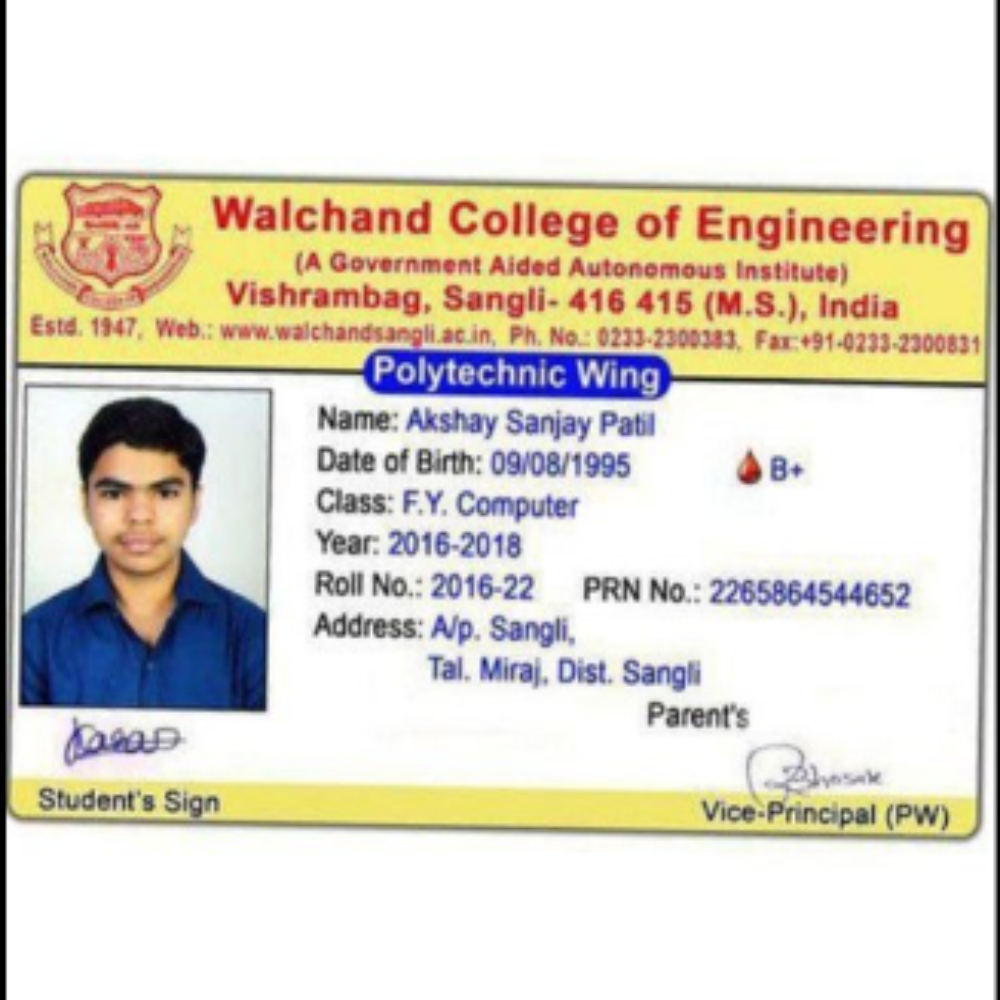 Walchand College of Engineering
(A Government Aided Autonomous Institute)
Vishrambag, Sangli- 416 415 (M.S.), India
Estd. 1947, Web.: www.walchandsangli.ac.in, Ph. No.: 0233-2300383, Fax:+91-0233-2300831
Polytechnic Wing
Name: Akshay Sanjay Patil
Date of Birth: 09/08/1995 B+
Class: F.Y. Computer
Year: 2016-2018
Roll No.: 2016-22 PRN No.: 2265864544652
Address: A/p. Sangli,
Tal. Miraj, Dist. Sangli
Parent's
Student's Sign
Vice-Principal (PW)